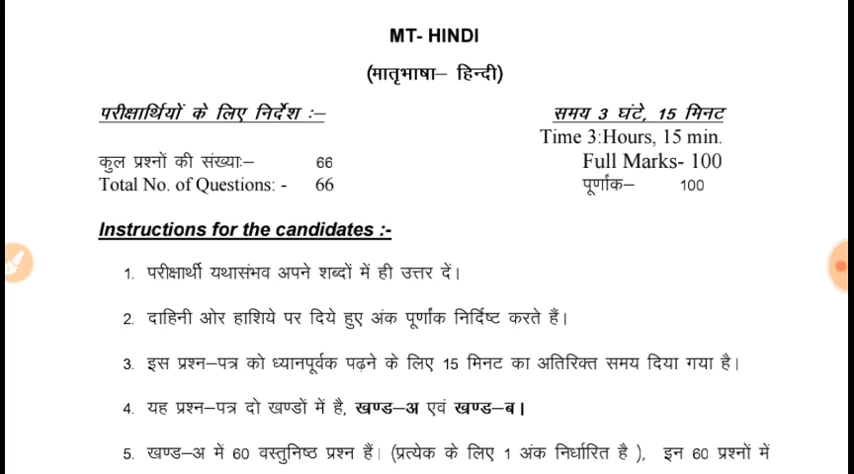 MT- HINDI
(मातृभाषा– हिन्दी)
परीक्षार्थियों के लिए निर्देश :– समय 3 घंटे, 15 मिनट
Time 3:Hours, 15 min.
कुल प्रश्नों की संख्याः– 66 Full Marks- 100
Total No. of Questions: - 66 पूर्णांक– 100
Instructions for the candidates :-
1. परीक्षार्थी यथासंभव अपने शब्दों में ही उत्तर दें।
2. दाहिनी ओर हाशिये पर दिये हुए अंक पूर्णांक निर्दिष्ट करते हैं।
3. इस प्रश्न–पत्र को ध्यानपूर्वक पढ़ने के लिए 15 मिनट का अतिरिक्त समय दिया गया है।
4. यह प्रश्न–पत्र दो खण्डों में है, खण्ड–अ एवं खण्ड–ब।
5. खण्ड–अ में 60 वस्तुनिष्ठ प्रश्न हैं। (प्रत्येक के लिए 1 अंक निर्धारित है ), इन 60 प्रश्नों में